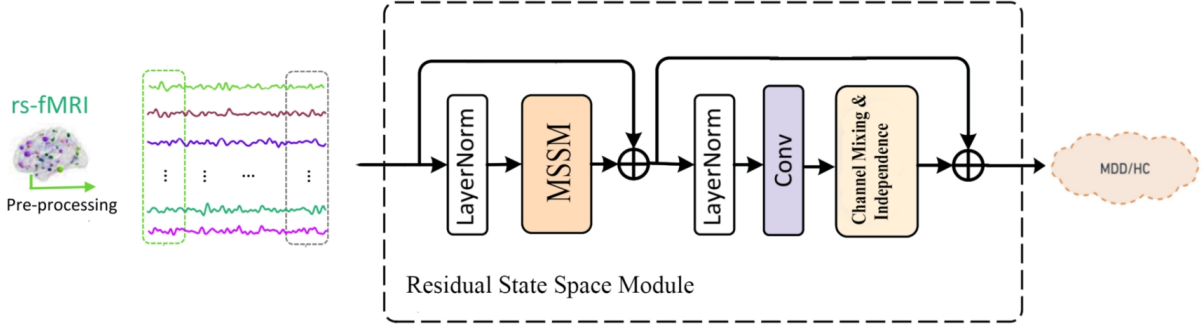 rs-fMRI
Pre-processing
LayerNorm
MSSM
LayerNorm
Conv
Channel Mixing &
Independence
MDD/HC
Residual State Space Module